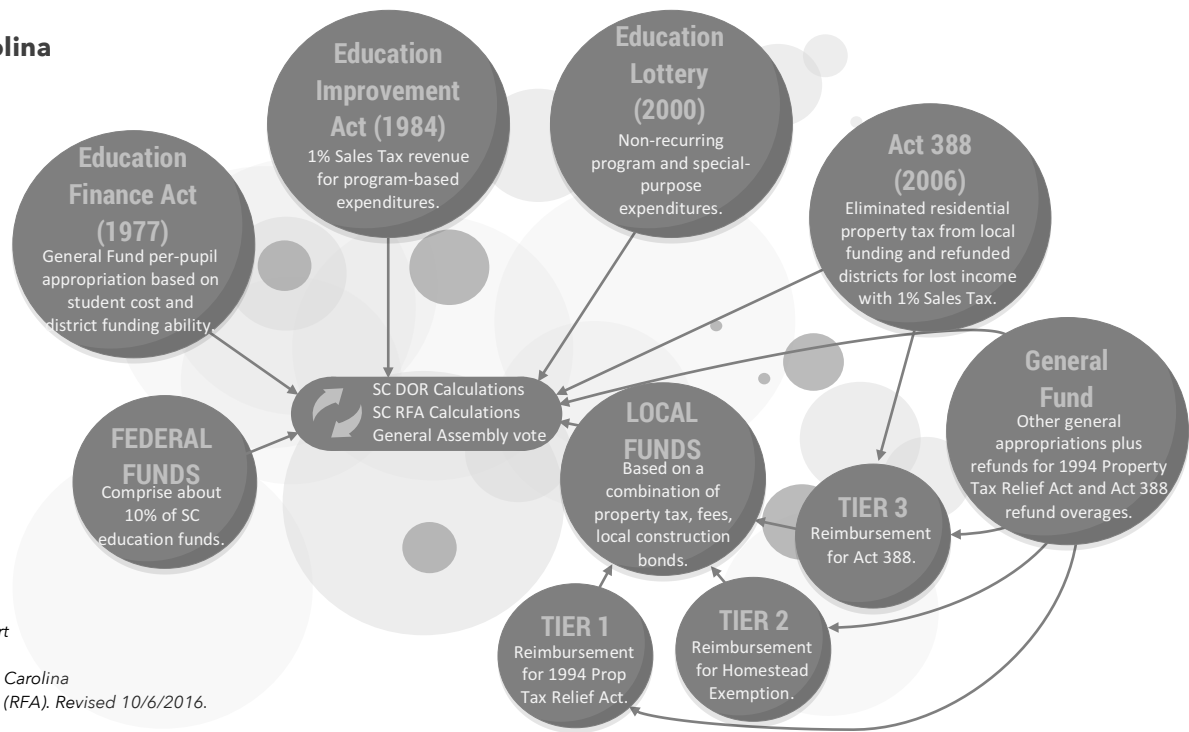 olina
Education
Improvement
Act (1984)
1% Sales Tax revenue
for program-based
expenditures.
Education
Lottery
(2000)
Non-recurring
program and special-
purpose
expenditures.
Education
Finance Act
(1977)
General Fund per-pupil
appropriation based on
student cost and
district funding ability.
Act 388
(2006)
Eliminated residential
property tax from local
funding and refunded
districts for lost income
with 1% Sales Tax.
General
Fund
Other general
appropriations plus
refunds for 1994 Property
Tax Relief Act and Act 388
refund overages.
SC DOR Calculations
SC RFA Calculations
General Assembly vote
FEDERAL
FUNDS
Comprise about
10% of SC
education funds.
LOCAL
FUNDS
Based on a
combination of
property tax, fees,
local construction
bonds.
TIER 3
Reimbursement
for Act 388.
TIER 1
Reimbursement
for 1994 Prop
Tax Relief Act.
TIER 2
Reimbursement
for Homestead
Exemption.
rt
Carolina
(RFA). Revised 10/6/2016.